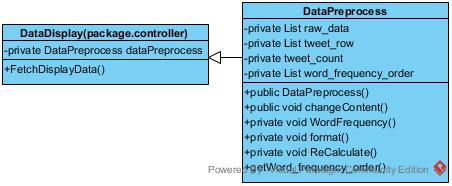 DataDisplay(package.controller)
-private DataPreprocess dataPreprocess
+FetchDisplayData()
DataPreprocess
-private List raw_data
-private List tweet_row
-private tweet_count
-private List word_frequency_order
+public DataPreprocess()
+public void changeContent()
+private void WordFrequency()
+private void format()
+private void ReCalculate()
+getWord_frequency_order()
Powered By Visual Paradigm Community Edition